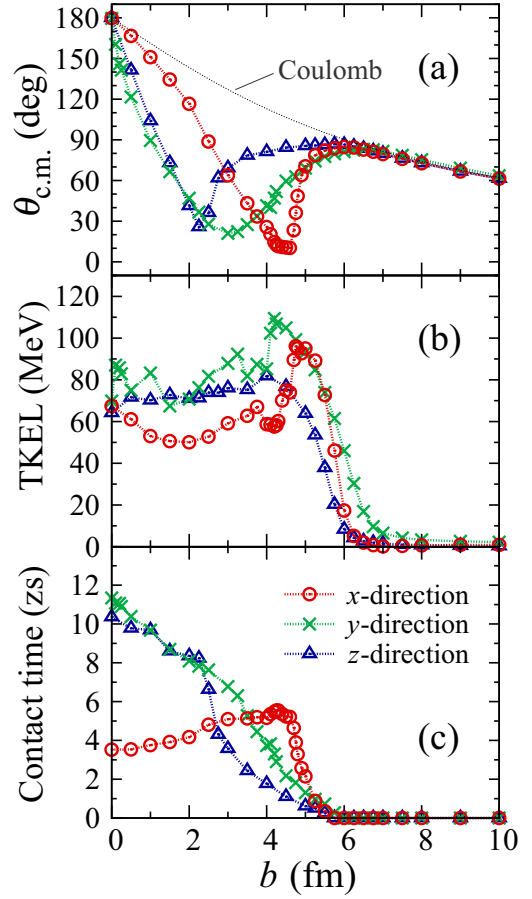 180
150
120
90
60
30
0
θc.m. (deg)
Coulomb
(a)
120
100
80
60
40
20
0
TKEL (MeV)
(b)
12
10
8
6
4
2
0
Contact time (zs)
x-direction
y-direction
z-direction
(c)
0 2 4 6 8 10
b (fm)